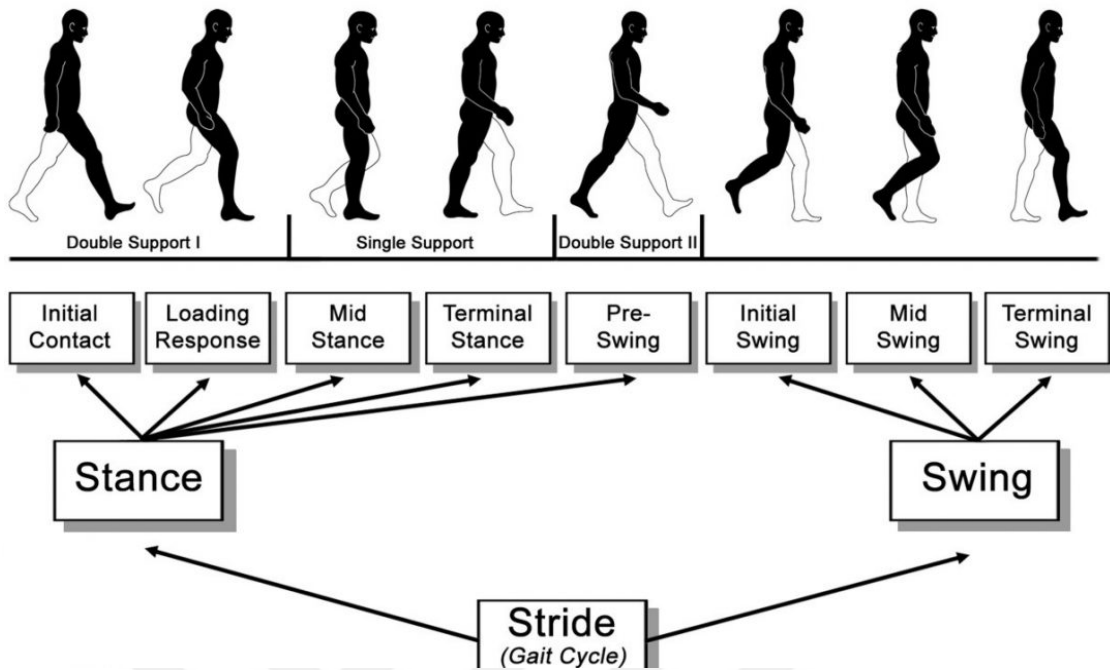 Double Support I
Single Support
Double Support II
Initial
Contact
Loading
Response
Mid
Stance
Terminal
Stance
Pre-
Swing
Initial
Swing
Mid
Swing
Terminal
Swing
Stance
Swing
Stride
(Gait Cycle)